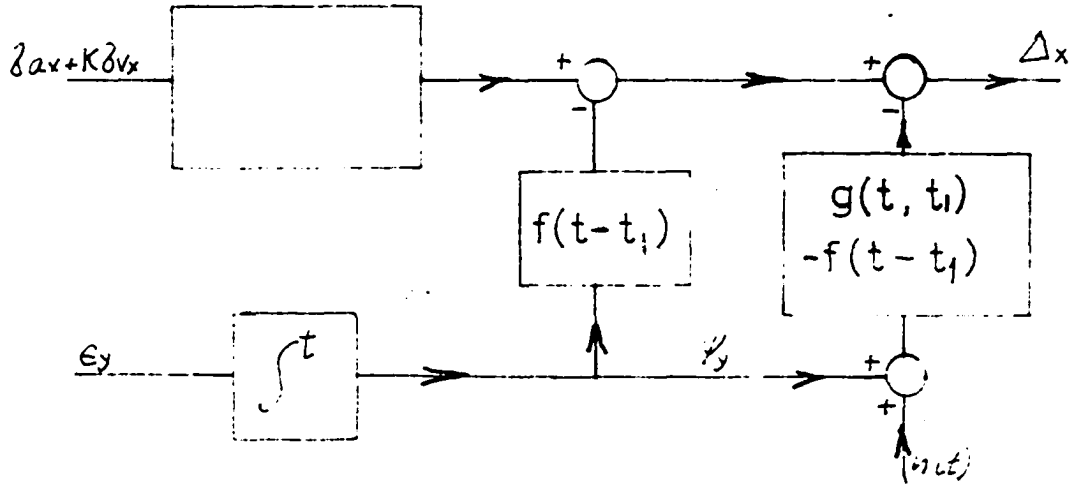 δax+Kδvx
+
-
+
-
Δx
f(t-t₁)
g(t, t₁)
-f(t-t₁)
ϵy
∫t
ψy
+
+